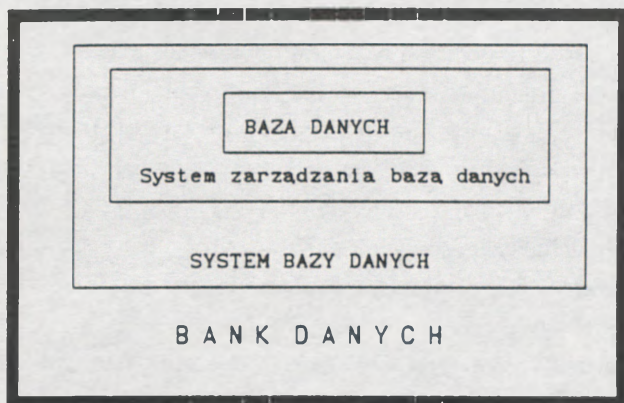 BAZA DANYCH
System zarządzania bazą danych
SYSTEM BAZY DANYCH
BANK DANYCH